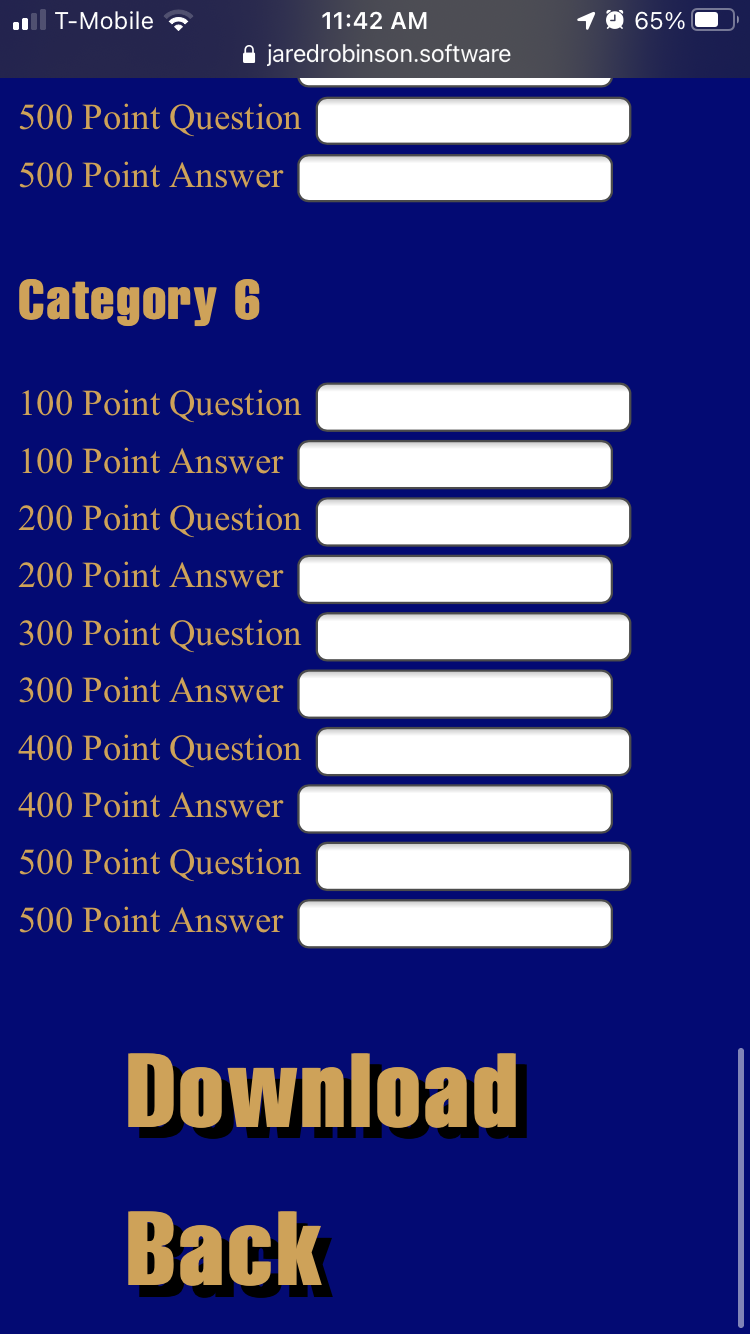 T-Mobile 11:42 AM 65%
jaredrobinson.software
500 Point Question
500 Point Answer
Category 6
100 Point Question
100 Point Answer
200 Point Question
200 Point Answer
300 Point Question
300 Point Answer
400 Point Question
400 Point Answer
500 Point Question
500 Point Answer
Download
Back